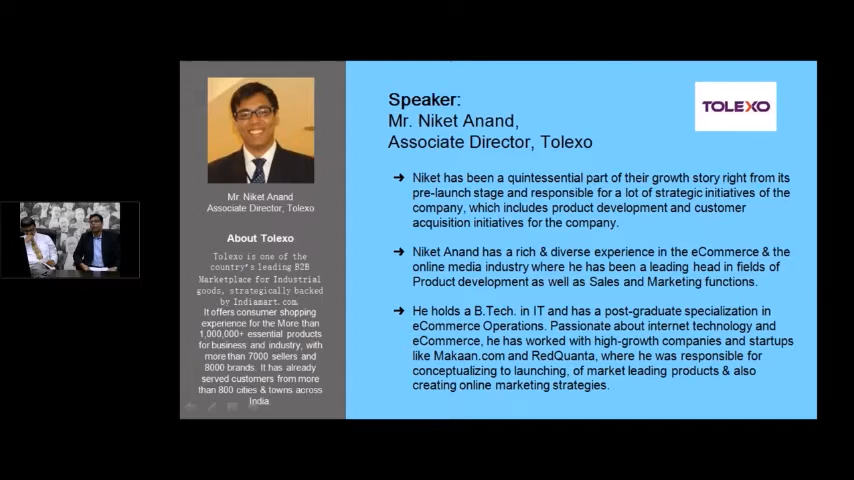 Mr. Niket Anand
Associate Director, Tolexo
About Tolexo
Tolexo is one of the
country's leading B2B
Marketplace for Industrial
goods, strategically backed
by Indiamart.com.
It offers consumer shopping
experience for the More than
1,000,000+ essential products
for business and industry, with
more than 7000 sellers and
8000 brands. It has already
served customers from more
than 800 cities & towns across
India.
Speaker:
Mr. Niket Anand,
Associate Director, Tolexo
TOLEXO
➔ Niket has been a quintessential part of their growth story right from its
pre-launch stage and responsible for a lot of strategic initiatives of the
company, which includes product development and customer
acquisition initiatives for the company.
➔ Niket Anand has a rich & diverse experience in the eCommerce & the
online media industry where he has been a leading head in fields of
Product development as well as Sales and Marketing functions.
➔ He holds a B.Tech. in IT and has a post-graduate specialization in
eCommerce Operations. Passionate about internet technology and
eCommerce, he has worked with high-growth companies and startups
like Makaan.com and RedQuanta, where he was responsible for
conceptualizing to launching, of market leading products & also
creating online marketing strategies.